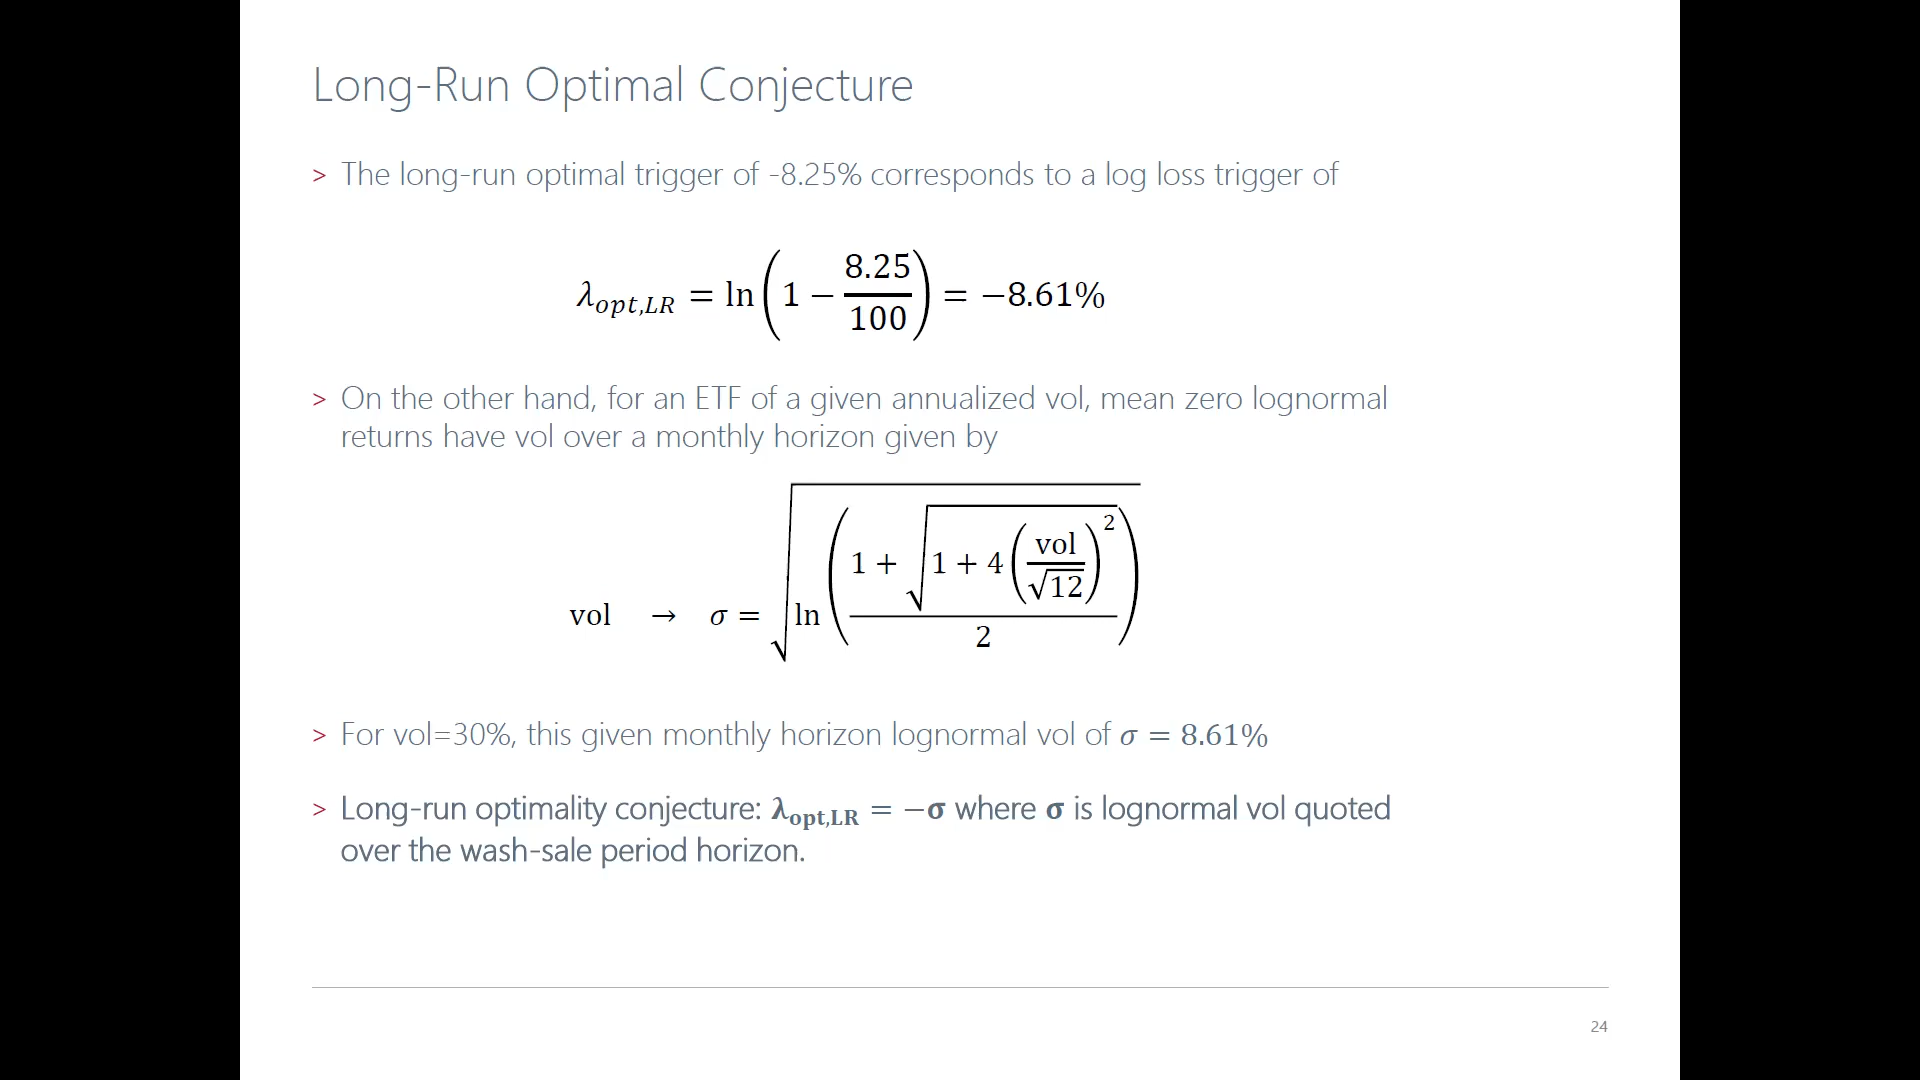 Long-Run Optimal Conjecture
> The long-run optimal trigger of -8.25% corresponds to a log loss trigger of
λ_{opt,LR} = ln(1 − 8.25/100) = −8.61%
> On the other hand, for an ETF of a given annualized vol, mean zero lognormal
returns have vol over a monthly horizon given by
vol → σ = √(ln((1 + √(1 + 4(vol/√12)²))/2))
> For vol=30%, this given monthly horizon lognormal vol of σ = 8.61%
> Long-run optimality conjecture: λ_{opt,LR} = −σ where σ is lognormal vol quoted
over the wash-sale period horizon.
24